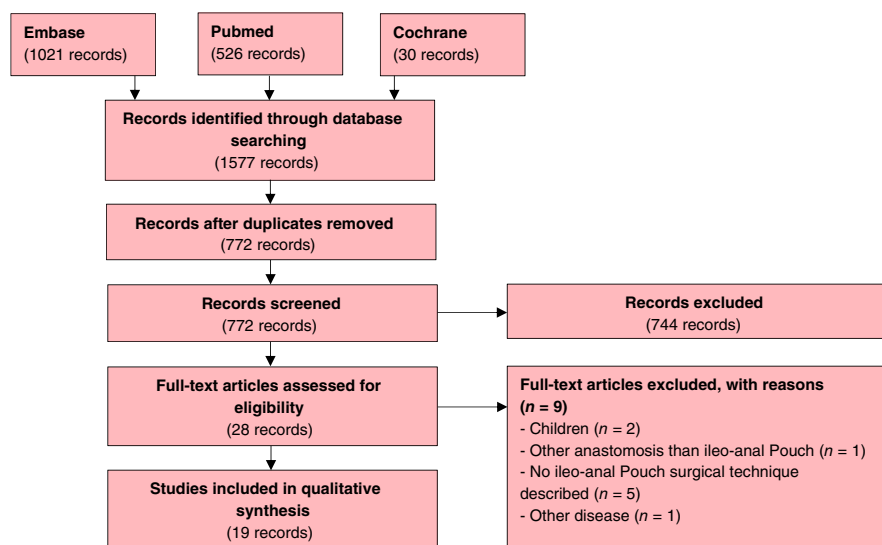 Embase
(1021 records)
Pubmed
(526 records)
Cochrane
(30 records)
Records identified through database
searching
(1577 records)
Records after duplicates removed
(772 records)
Records screened
(772 records)
Records excluded
(744 records)
Full-text articles assessed for
eligibility
(28 records)
Full-text articles excluded, with reasons
(n = 9)
- Children (n = 2)
- Other anastomosis than ileo-anal Pouch (n = 1)
- No ileo-anal Pouch surgical technique
described (n = 5)
- Other disease (n = 1)
Studies included in qualitative
synthesis
(19 records)